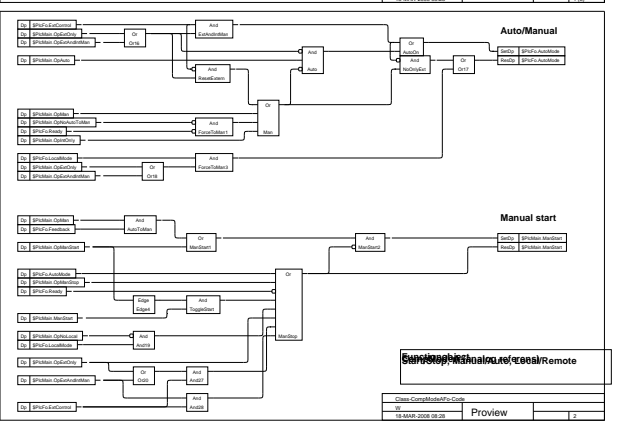 Auto/Manual
Dp $PlcFo.ExtControl
Dp $PlcMain.OpExtOnly
Dp $PlcMain.OpExtAndIntMan
Or
Or16
And
ExtAndIntMan
Dp $PlcMain.OpAuto
And
ResetExtern
And
Auto
Or
AutoOn
And
NoOnlyExt
Or
Or17
SetDp $PlcFo.AutoMode
ResDp $PlcFo.AutoMode
Dp $PlcMain.OpMan
Dp $PlcMain.OpNoAutoToMan
Dp $PlcFo.Ready
Dp $PlcMain.OpIntOnly
And
ForceToMan1
Or
Man
Dp $PlcFo.LocalMode
Dp $PlcMain.OpExtOnly
Dp $PlcMain.OpExtAndIntMan
Or
Or18
And
ForceToMan3
Manual start
Dp $PlcMain.OpMan
Dp $PlcFo.Feedback
And
AutoToMan
Dp $PlcMain.OpManStart
Or
ManStart1
And
ManStart2
SetDp $PlcMain.ManStart
ResDp $PlcMain.ManStart
Dp $PlcFo.AutoMode
Dp $PlcMain.OpManStop
Dp $PlcFo.Ready
Or
ManStop
Edge
And
ToggleStart
Dp $PlcMain.ManStart
Dp $PlcMain.OpNoLocal
Dp $PlcFo.LocalMode
And
And19
Dp $PlcMain.OpExtOnly
Dp $PlcMain.OpExtAndIntMan
Or
Or20
And
And27
And
And28
Dp $PlcFo.ExtControl
Manual/Auto, Local/Remote
Class-CompModeAFo-Code
W
18-MAR-2008 08:28
Proview
2